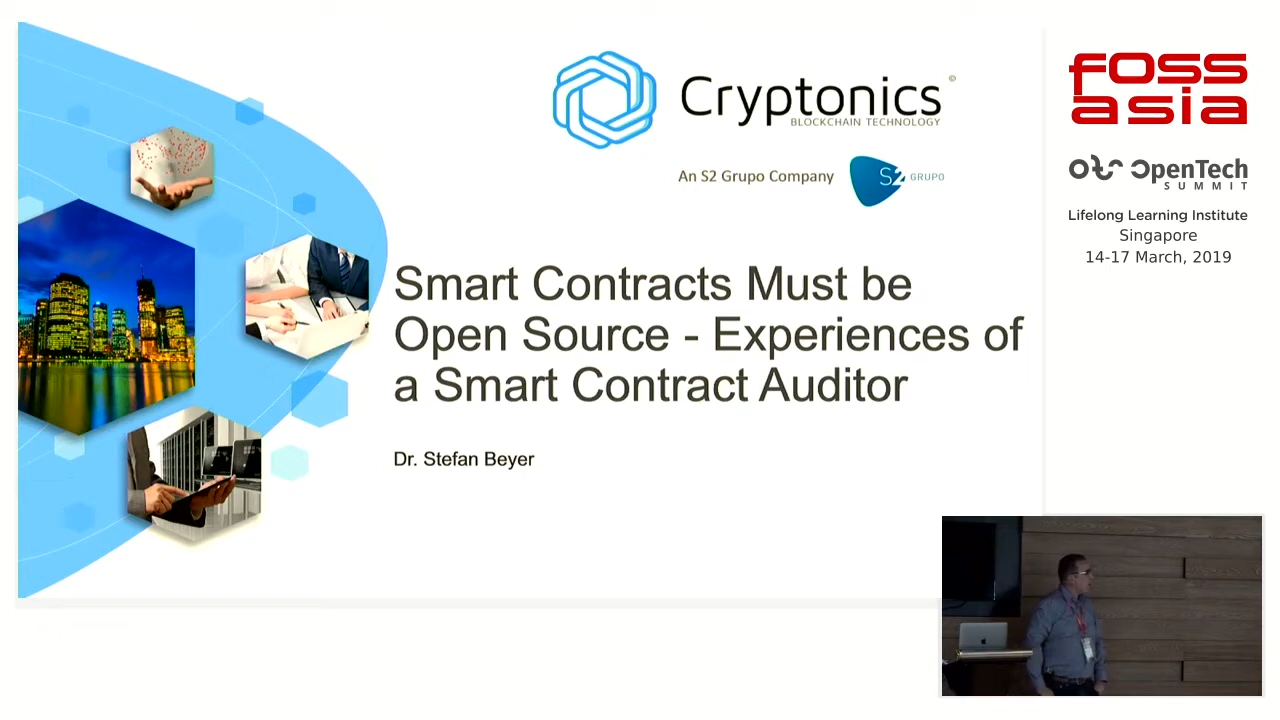 Cryptonics ©
BLOCKCHAIN TECHNOLOGY
An S2 Grupo Company
S2 GRUPO
Smart Contracts Must be
Open Source - Experiences of
a Smart Contract Auditor
Dr. Stefan Beyer
foss
asia
OpenTech
SUMMIT
Lifelong Learning Institute
Singapore
14-17 March, 2019